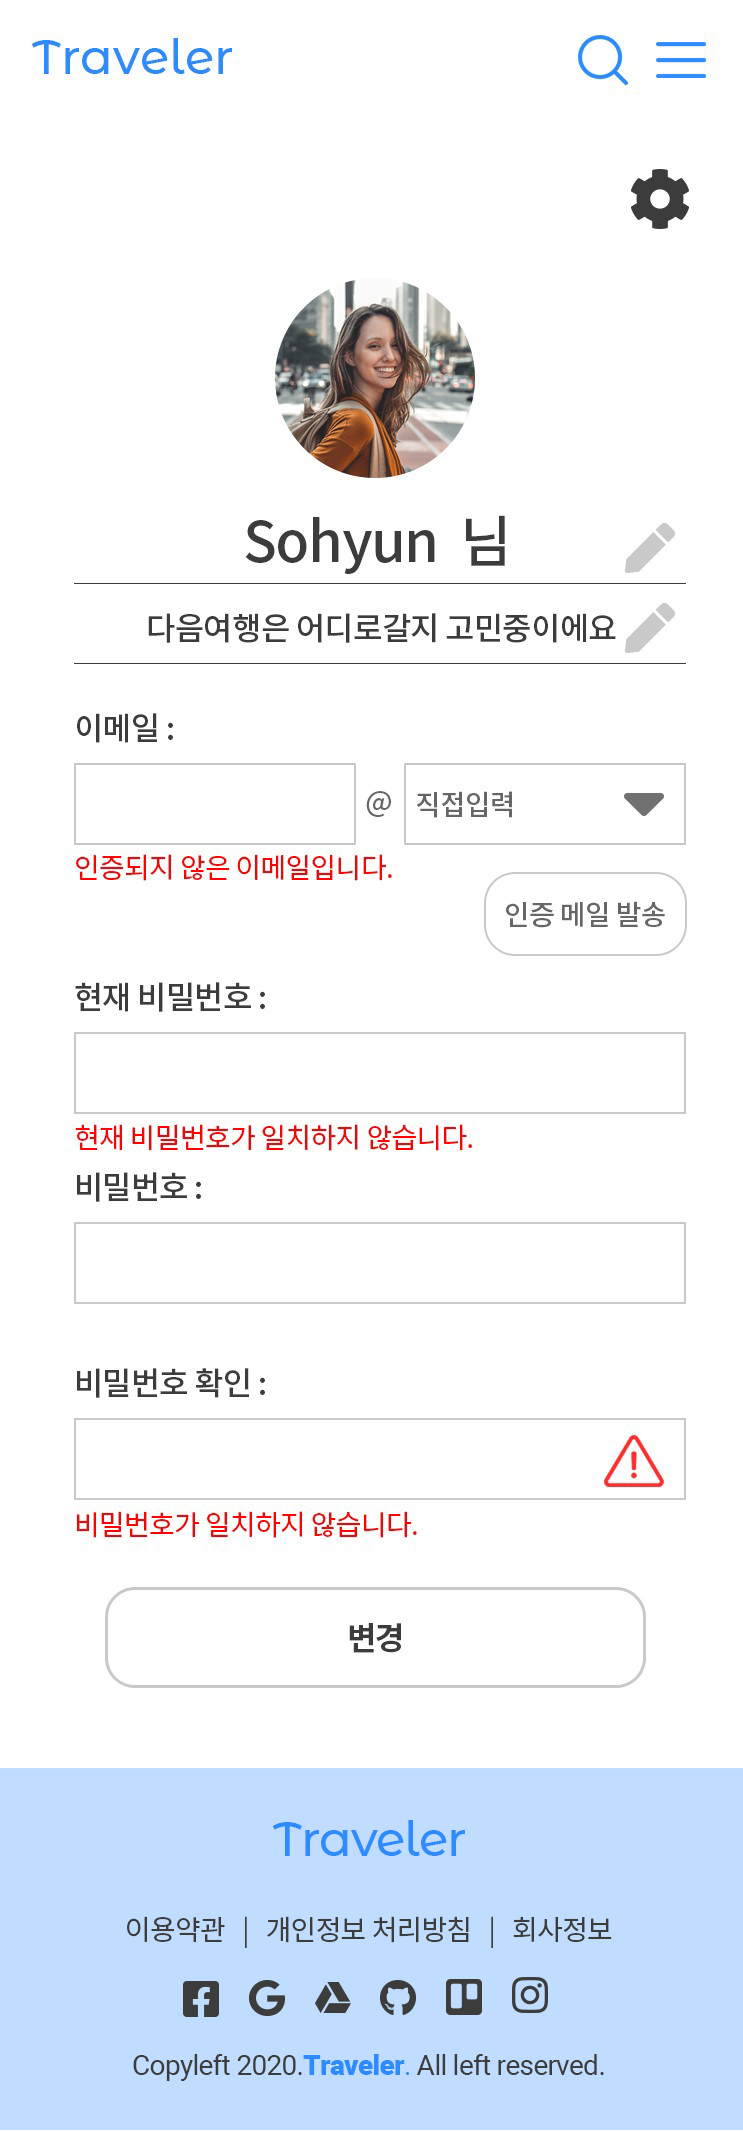 Traveler
Sohyun 님
다음여행은 어디로갈지 고민중이에요
이메일 :
@ 직접입력
인증되지 않은 이메일입니다.
인증 메일 발송
현재 비밀번호 :
현재 비밀번호가 일치하지 않습니다.
비밀번호 :
비밀번호 확인 :
비밀번호가 일치하지 않습니다.
변경
Traveler
이용약관 | 개인정보 처리방침 | 회사정보
Copyleft 2020.Traveler. All left reserved.